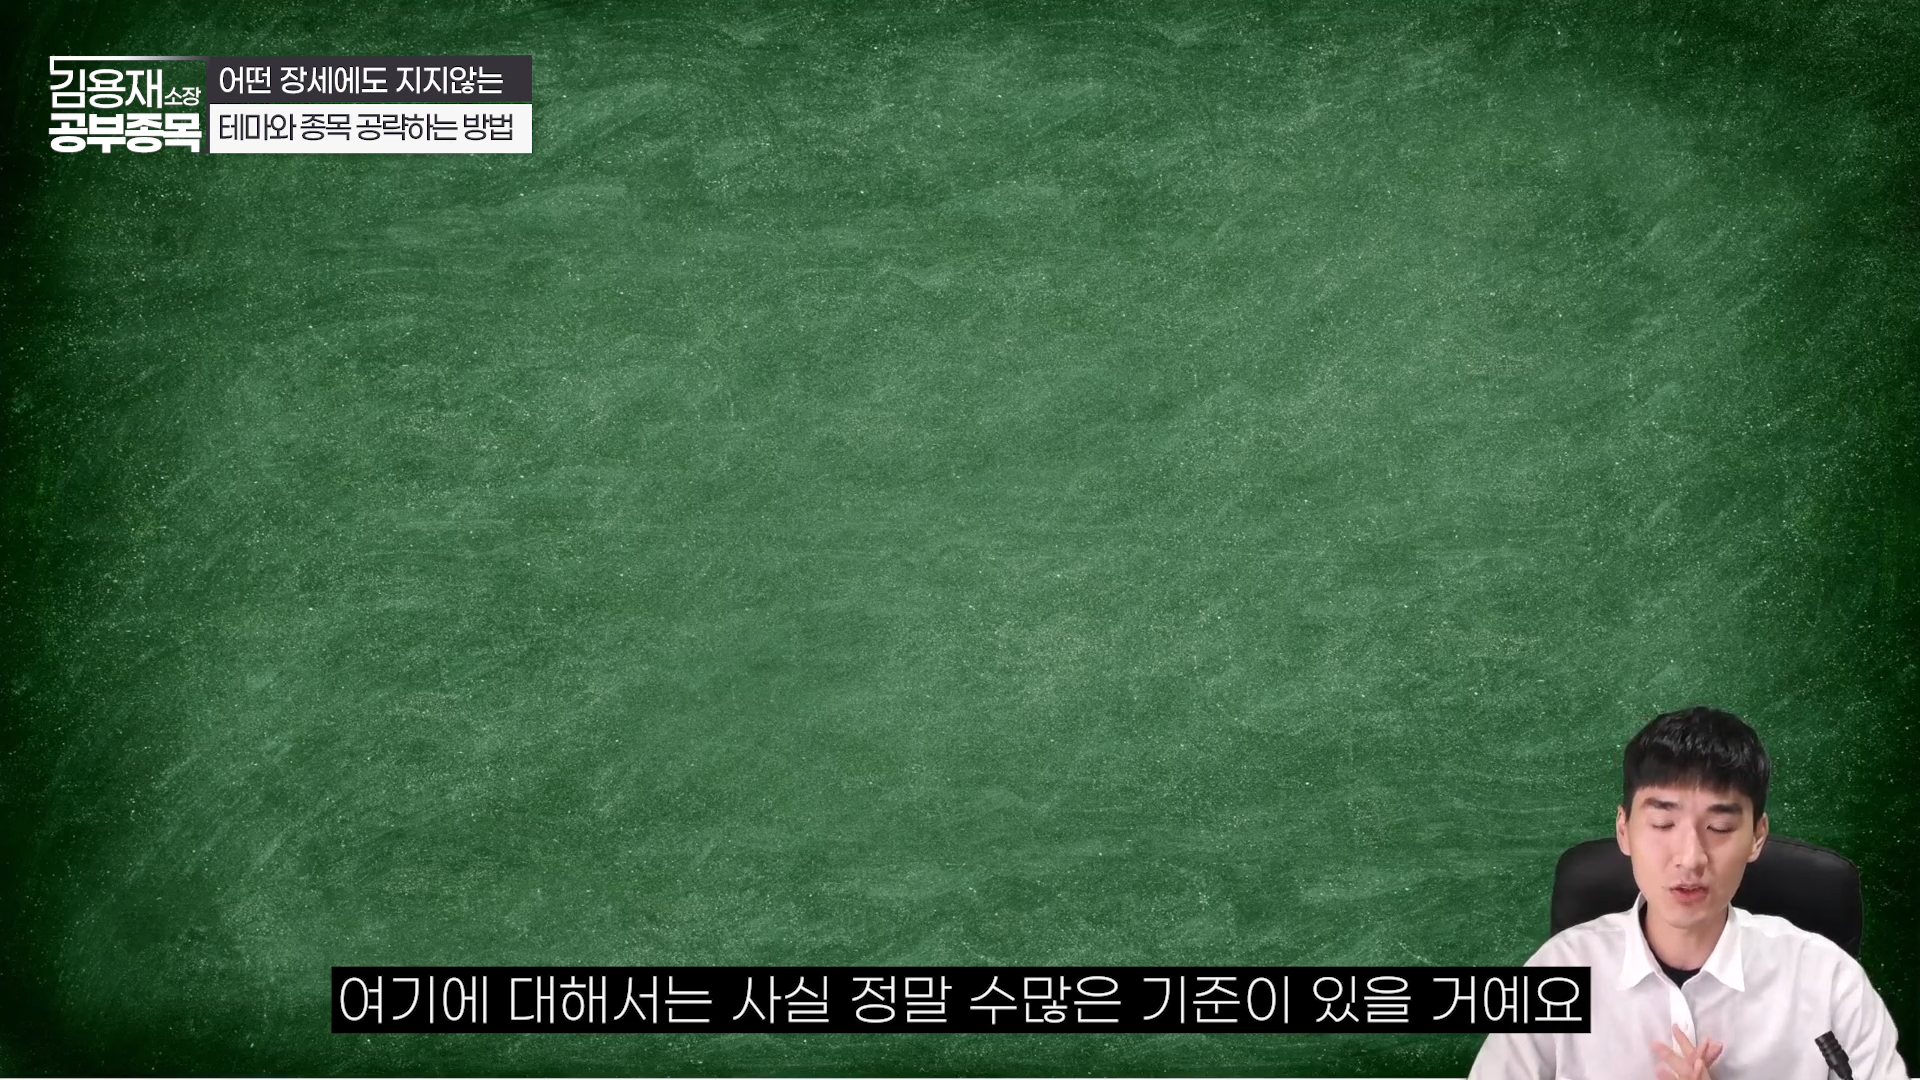 김용재 소장
공부종목
어떤 장세에도 지지않는
테마와 종목 공략하는 방법
여기에 대해서는 사실 정말 수많은 기준이 있을 거예요